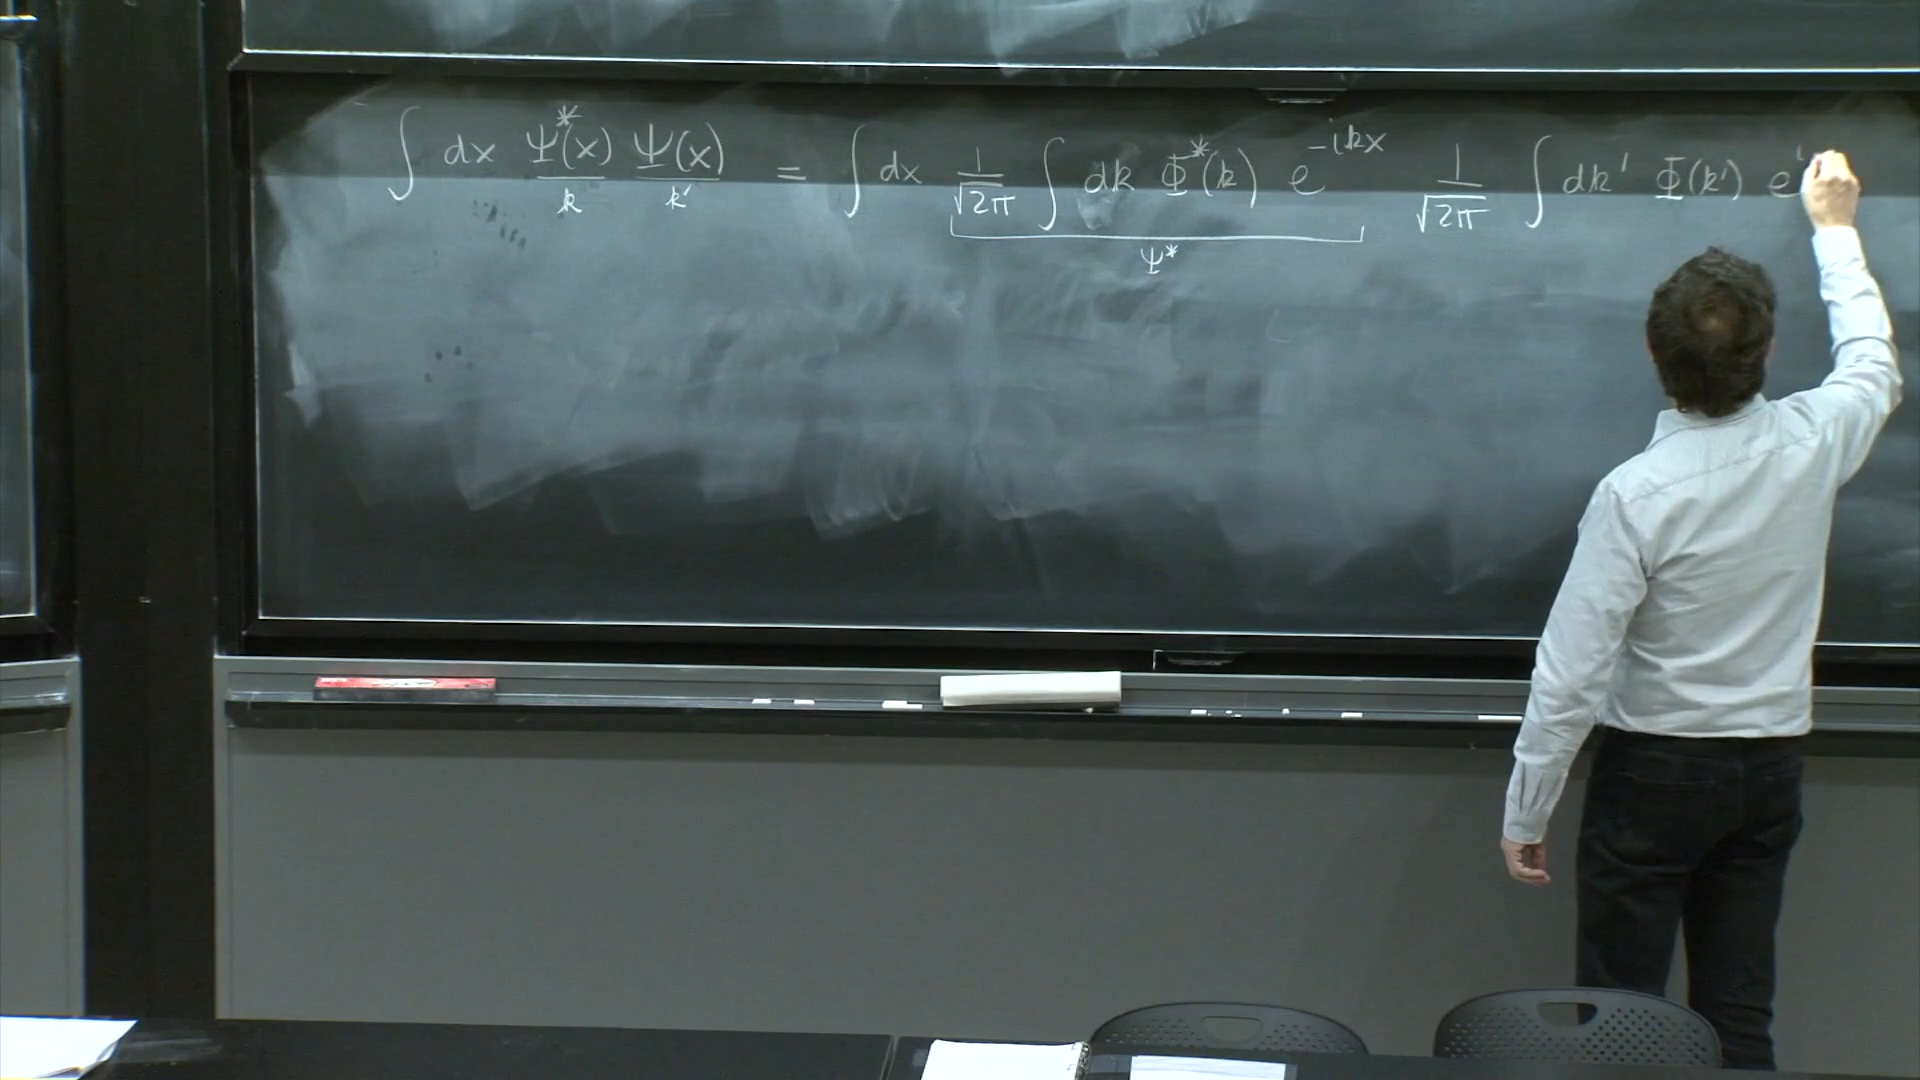 ∫ dx Ψ*(x) Ψ(x) = ∫ dx 1/√2π ∫ dk Φ*(k) e^{-ikx} 1/√2π ∫ dk' Φ(k') e^{i
k k' Ψ*